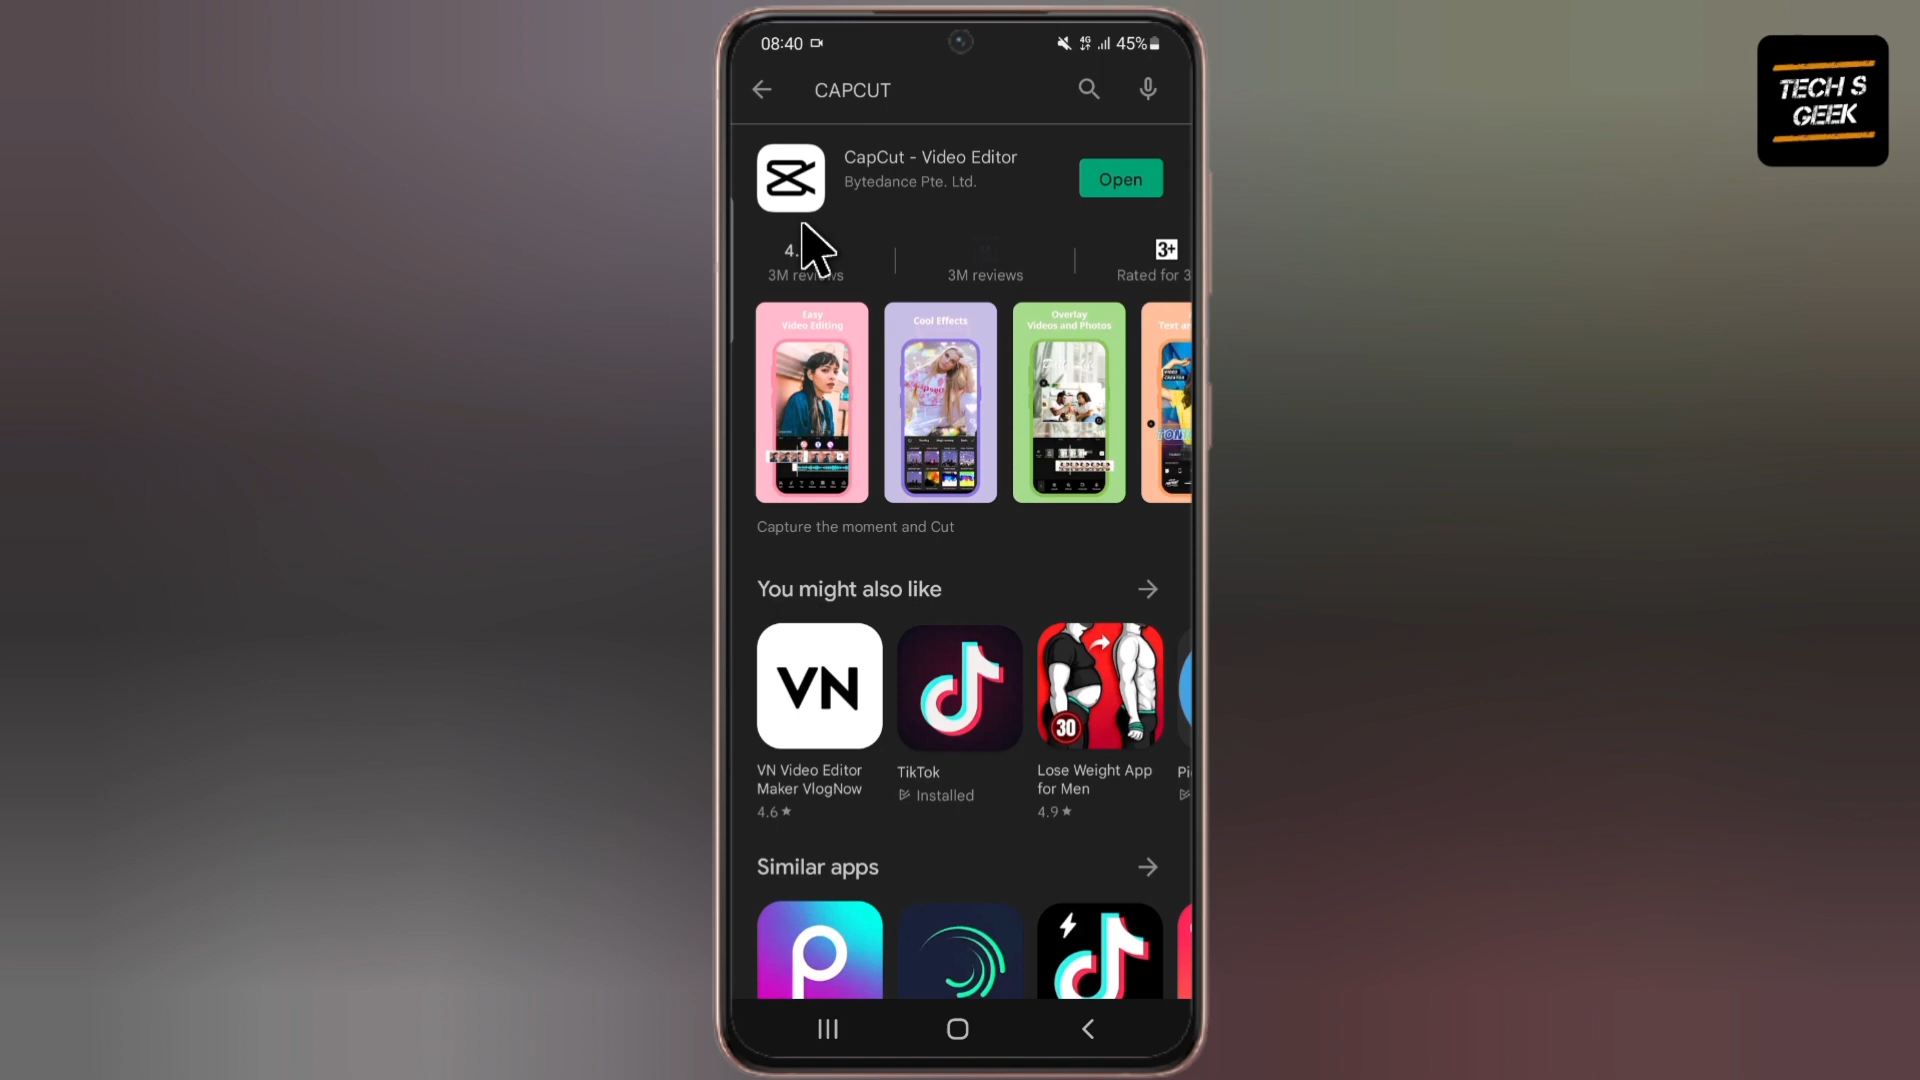 08:40
4G
45%
TECH S
GEEK
CAPCUT
CapCut - Video Editor
Bytedance Pte. Ltd.
Open
4.
3+
3M reviews
3M reviews
Rated for 3
Easy
Video Editing
Cool Effects
Overlay
Videos and Photos
Text an
Capture the moment and Cut
You might also like
VN
30
VN Video Editor
Maker VlogNow
4.6★
TikTok
Installed
Lose Weight App
for Men
4.9★
Pi
Similar apps